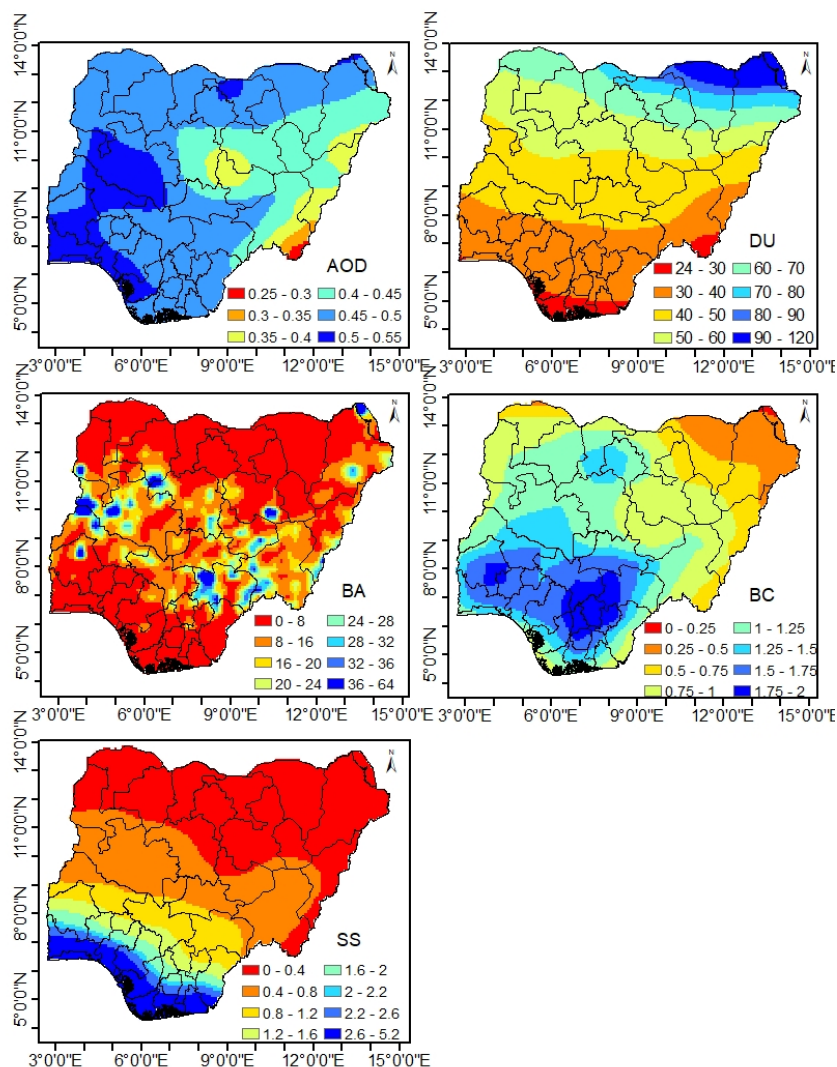 N
14°0'0"N
11°0'0"N
8°0'0"N
5°0'0"N
AOD
0.25 - 0.3
0.3 - 0.35
0.35 - 0.4
0.4 - 0.45
0.45 - 0.5
0.5 - 0.55
3°0'0"E 6°0'0"E 9°0'0"E 12°0'0"E 15°0'0"E
N
14°0'0"N
11°0'0"N
8°0'0"N
5°0'0"N
DU
24 - 30
30 - 40
40 - 50
50 - 60
60 - 70
70 - 80
80 - 90
90 - 120
3°0'0"E 6°0'0"E 9°0'0"E 12°0'0"E 15°0'0"E
N
14°0'0"N
11°0'0"N
8°0'0"N
5°0'0"N
BA
0 - 8
8 - 16
16 - 20
20 - 24
24 - 28
28 - 32
32 - 36
36 - 64
3°0'0"E 6°0'0"E 9°0'0"E 12°0'0"E 15°0'0"E
N
14°0'0"N
11°0'0"N
8°0'0"N
5°0'0"N
BC
0 - 0.25
0.25 - 0.5
0.5 - 0.75
0.75 - 1
1 - 1.25
1.25 - 1.5
1.5 - 1.75
1.75 - 2
3°0'0"E 6°0'0"E 9°0'0"E 12°0'0"E 15°0'0"E
N
14°0'0"N
11°0'0"N
8°0'0"N
5°0'0"N
SS
0 - 0.4
0.4 - 0.8
0.8 - 1.2
1.2 - 1.6
1.6 - 2
2 - 2.2
2.2 - 2.6
2.6 - 5.2
3°0'0"E 6°0'0"E 9°0'0"E 12°0'0"E 15°0'0"E